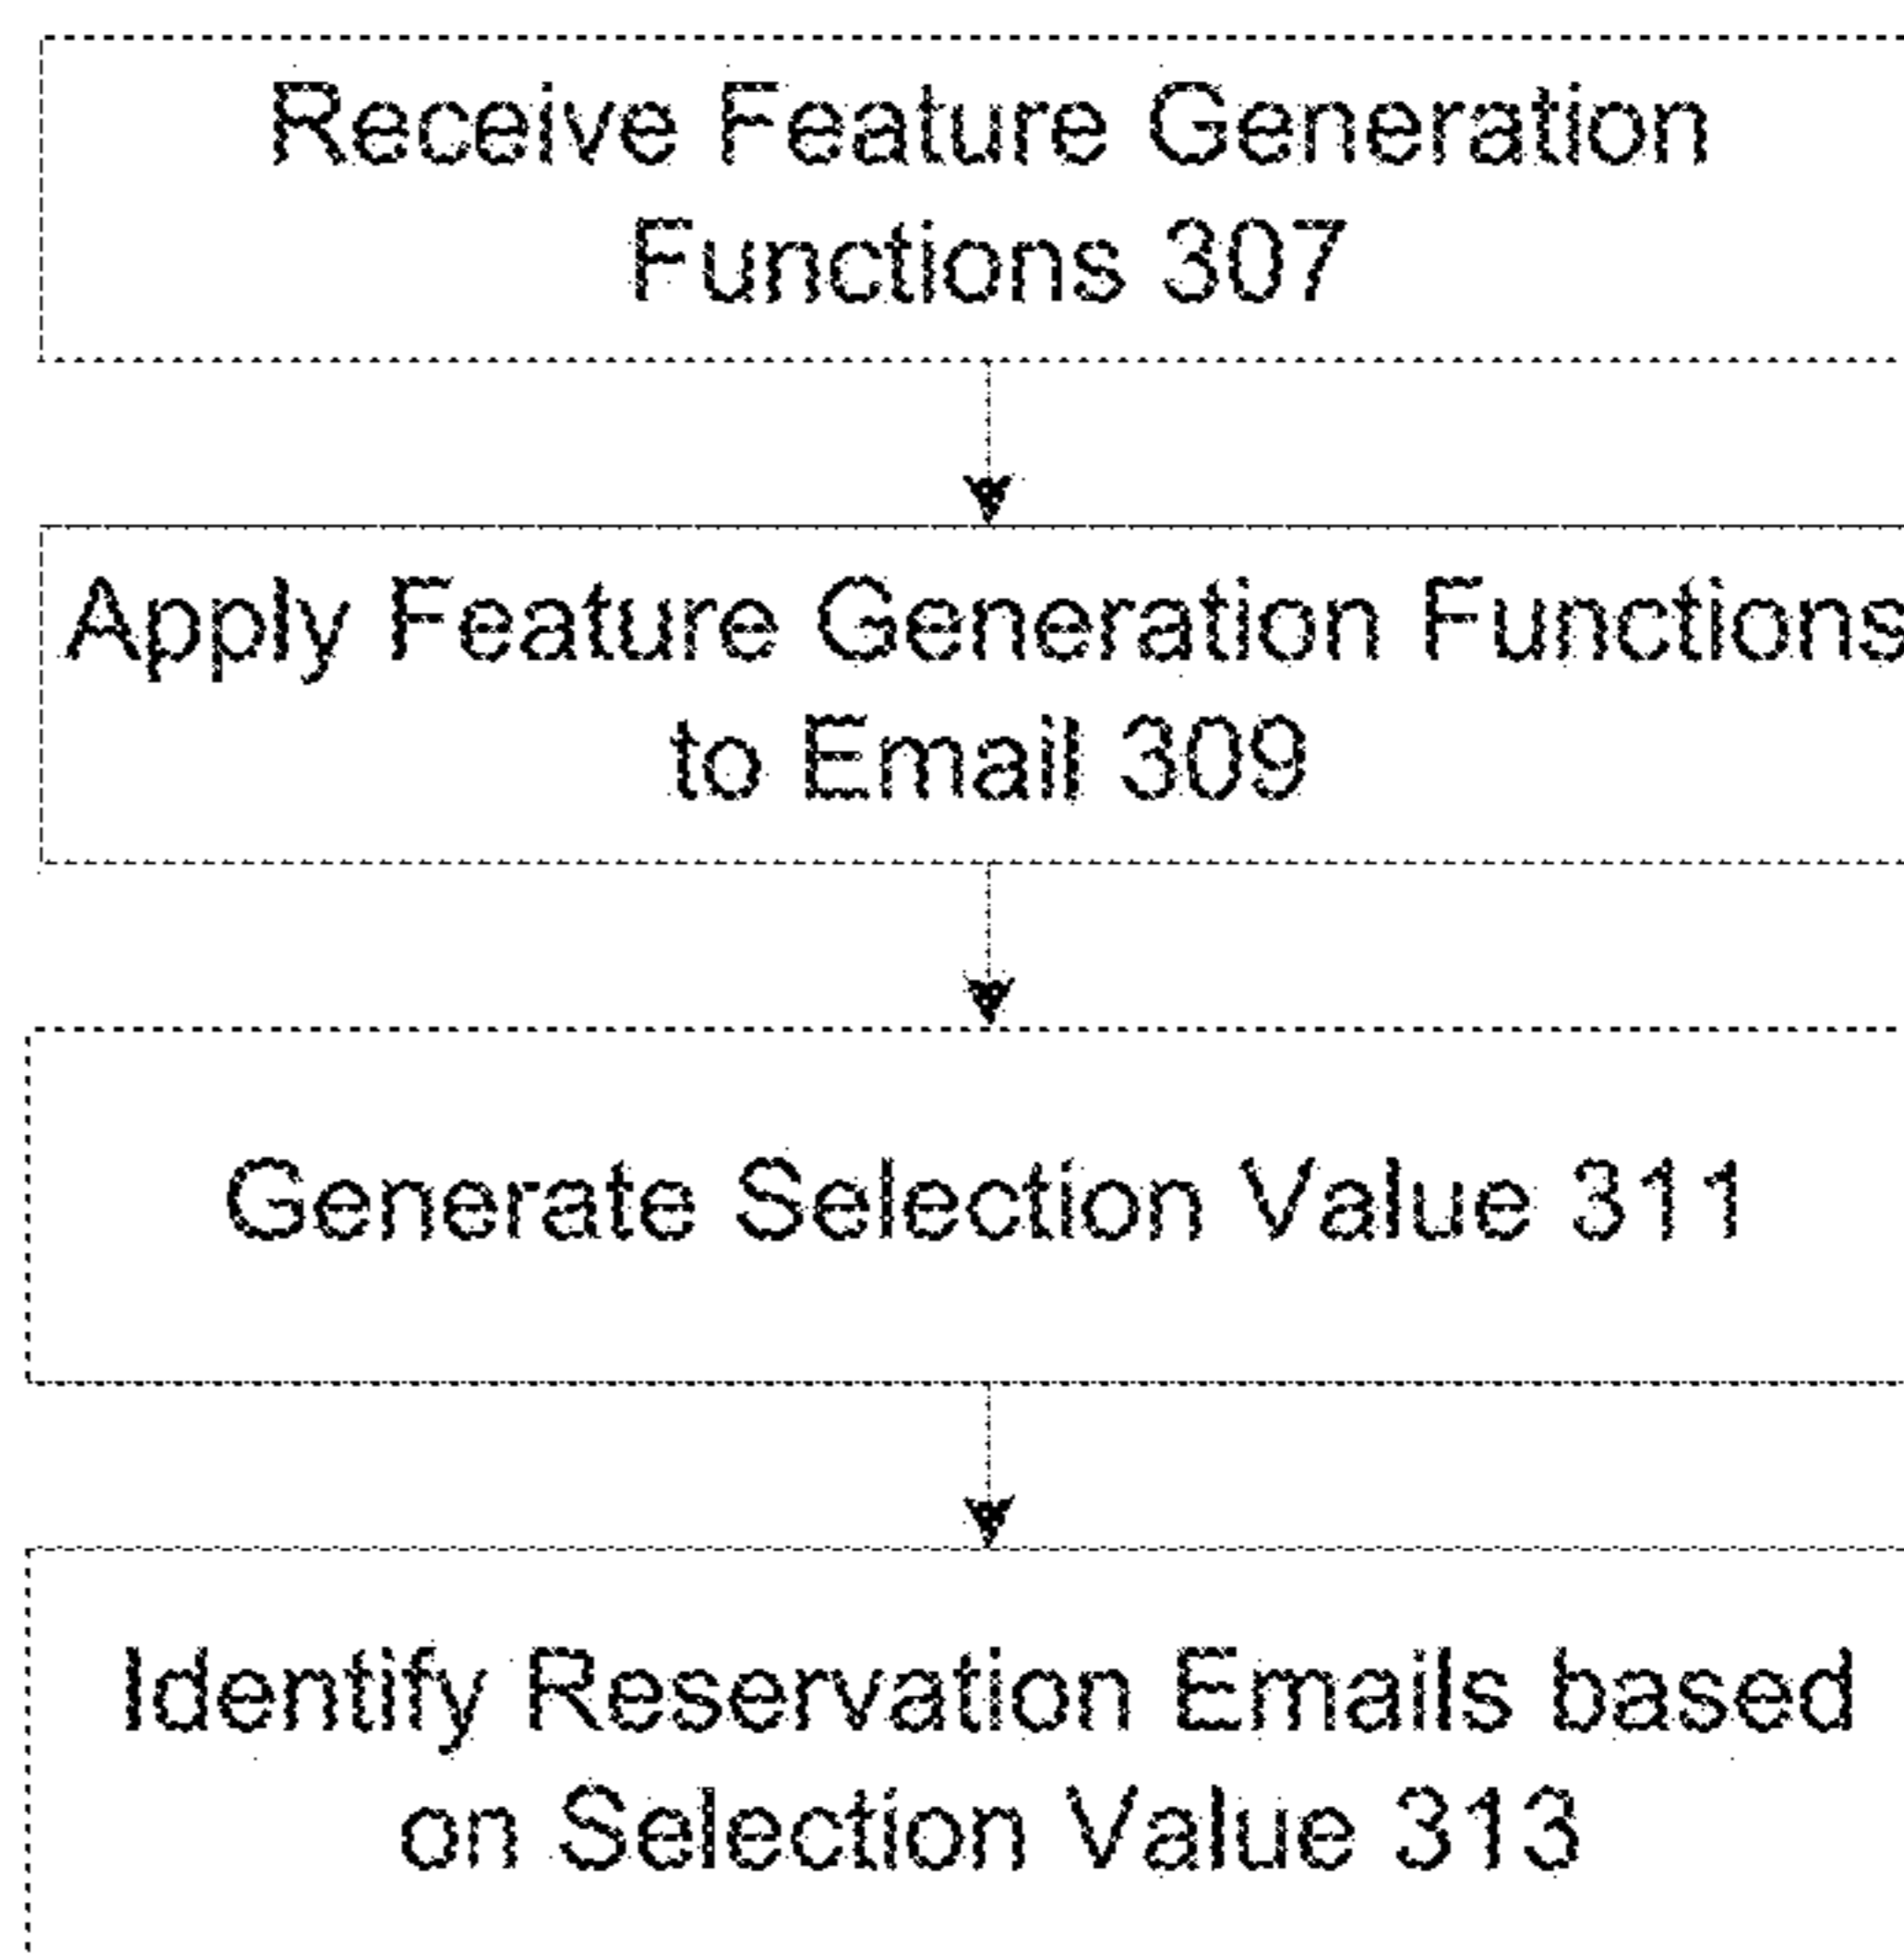 Receive Feature Generation
Functions 307
Apply Feature Generation Functions
to Email 309
Generate Selection Value 311
Identify Reservation Emails based
on Selection Value 313